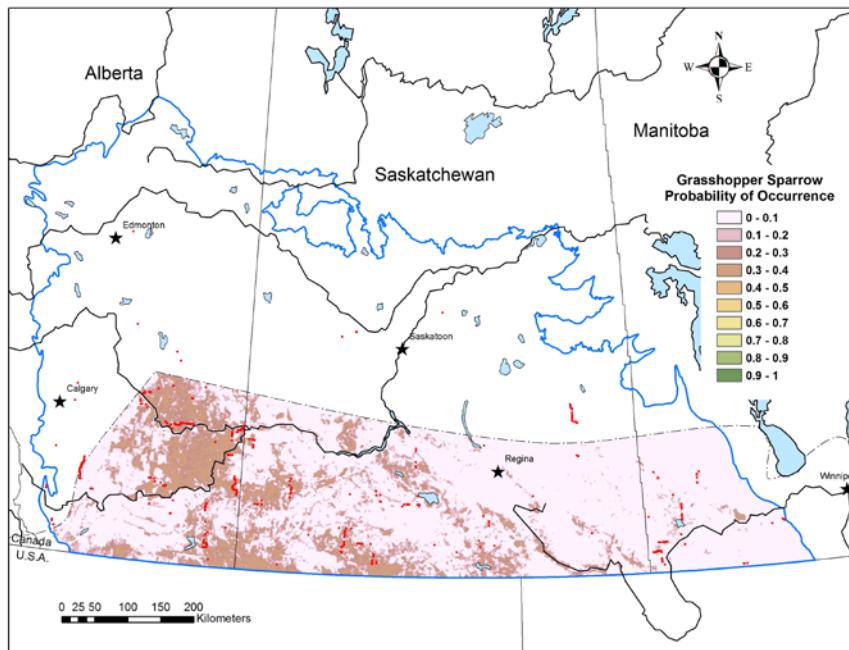 Alberta
N
W
E
S
Manitoba
Saskatchewan
Grasshopper Sparrow
Probability of Occurrence
0 - 0.1
0.1 - 0.2
0.2 - 0.3
0.3 - 0.4
0.4 - 0.5
0.5 - 0.6
0.6 - 0.7
0.7 - 0.8
0.8 - 0.9
0.9 - 1
Edmonton
Saskatoon
Calgary
Regina
Winnipe
Canada
U.S.A.
0 25 50 100 150 200
Kilometers